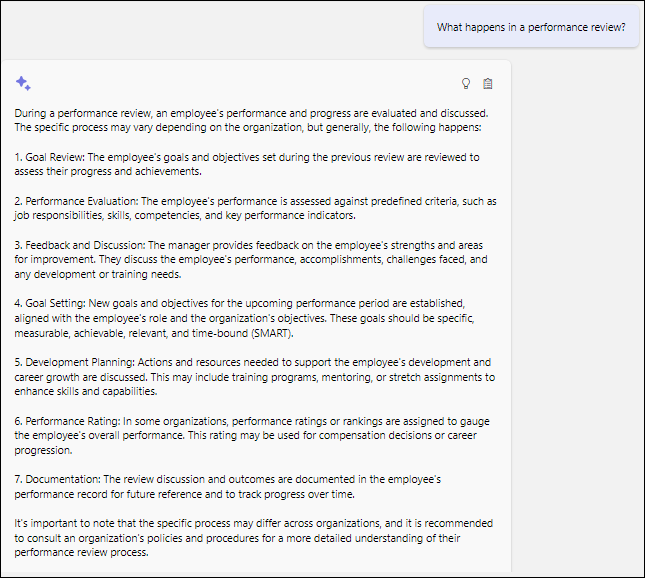 What happens in a performance review?
During a performance review, an employee's performance and progress are evaluated and discussed.
The specific process may vary depending on the organization, but generally, the following happens:
1. Goal Review: The employee's goals and objectives set during the previous review are reviewed to
assess their progress and achievements.
2. Performance Evaluation: The employee's performance is assessed against predefined criteria, such as
job responsibilities, skills, competencies, and key performance indicators.
3. Feedback and Discussion: The manager provides feedback on the employee's strengths and areas
for improvement. They discuss the employee's performance, accomplishments, challenges faced, and
any development or training needs.
4. Goal Setting: New goals and objectives for the upcoming performance period are established,
aligned with the employee's role and the organization's objectives. These goals should be specific,
measurable, achievable, relevant, and time-bound (SMART).
5. Development Planning: Actions and resources needed to support the employee's development and
career growth are discussed. This may include training programs, mentoring, or stretch assignments to
enhance skills and capabilities.
6. Performance Rating: In some organizations, performance ratings or rankings are assigned to gauge
the employee's overall performance. This rating may be used for compensation decisions or career
progression.
7. Documentation: The review discussion and outcomes are documented in the employee's
performance record for future reference and to track progress over time.
It's important to note that the specific process may differ across organizations, and it is recommended
to consult an organization's policies and procedures for a more detailed understanding of their
performance review process.